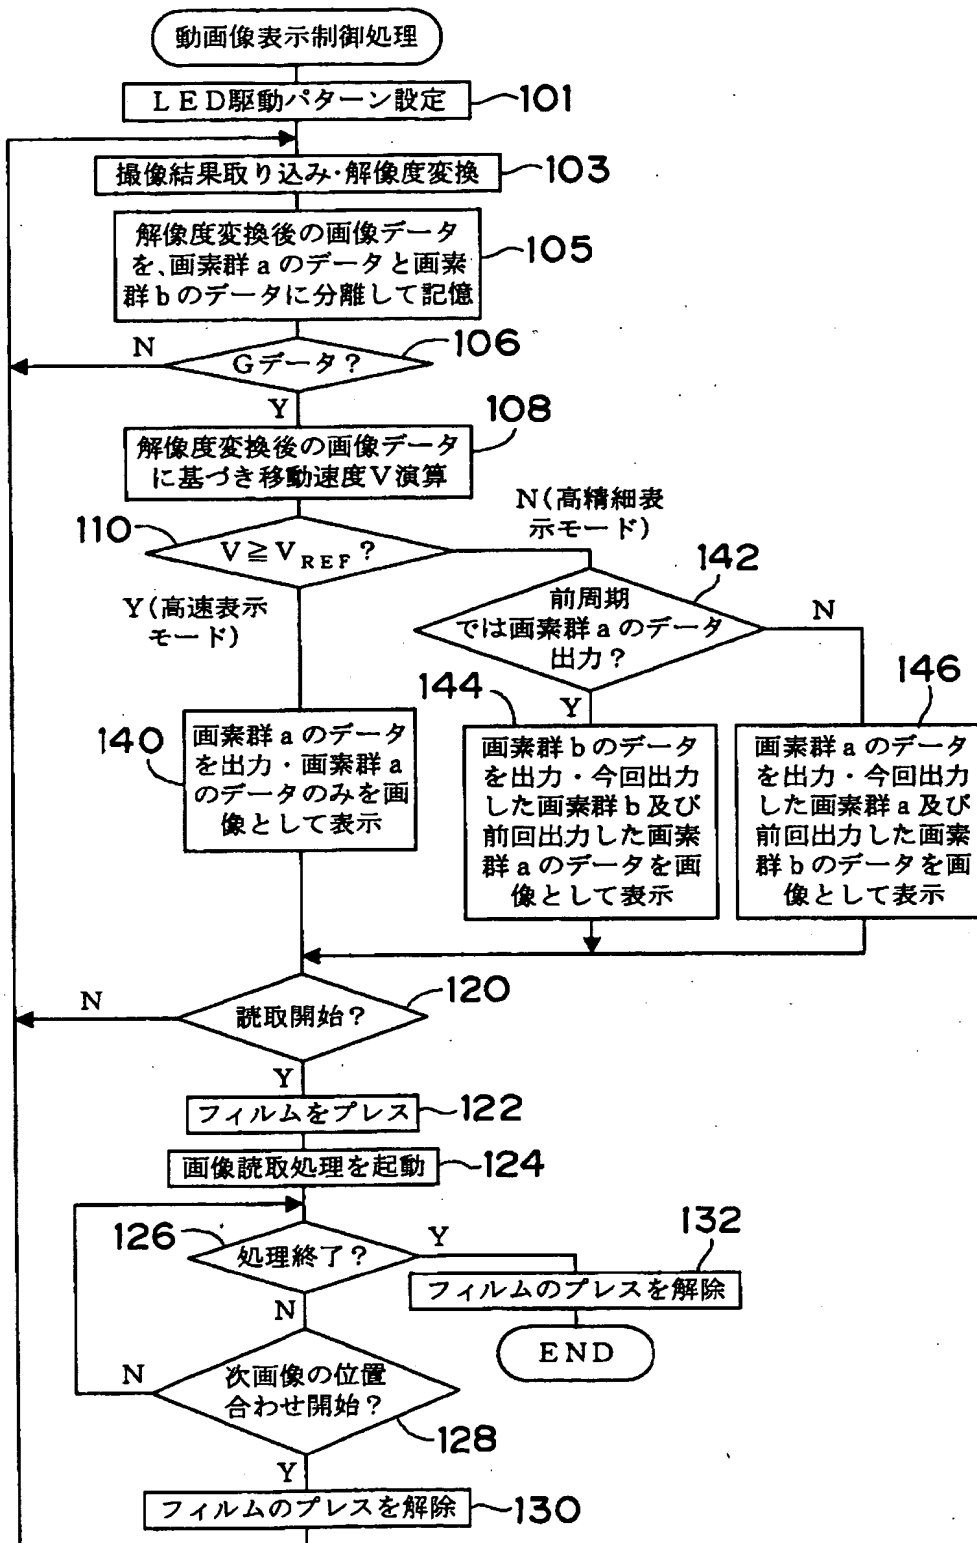 動画像表示制御処理
LED駆動パターン設定
101
撮像結果取り込み・解像度変換
103
解像度変換後の画像データ
を、画素群aのデータと画素
群bのデータに分離して記憶
105
Gデータ?
106
N
Y
108
解像度変換後の画像データ
に基づき移動速度V演算
110
V≧VREF?
N(高精細表
示モード)
Y(高速表示
モード)
142
前周期
では画素群aのデータ
出力?
N
Y
140
画素群aのデータ
を出力・画素群a
のデータのみを画
像として表示
144
画素群bのデータ
を出力・今回出力
した画素群b及び
前回出力した画素
群aのデータを画
像として表示
146
画素群aのデータ
を出力・今回出力
した画素群a及び
前回出力した画素
群bのデータを画
像として表示
読取開始?
120
N
Y
フィルムをプレス
122
画像読取処理を起動
124
126
処理終了?
Y
N
132
フィルムのプレスを解除
END
次画像の位置
合わせ開始?
128
N
Y
フィルムのプレスを解除
130